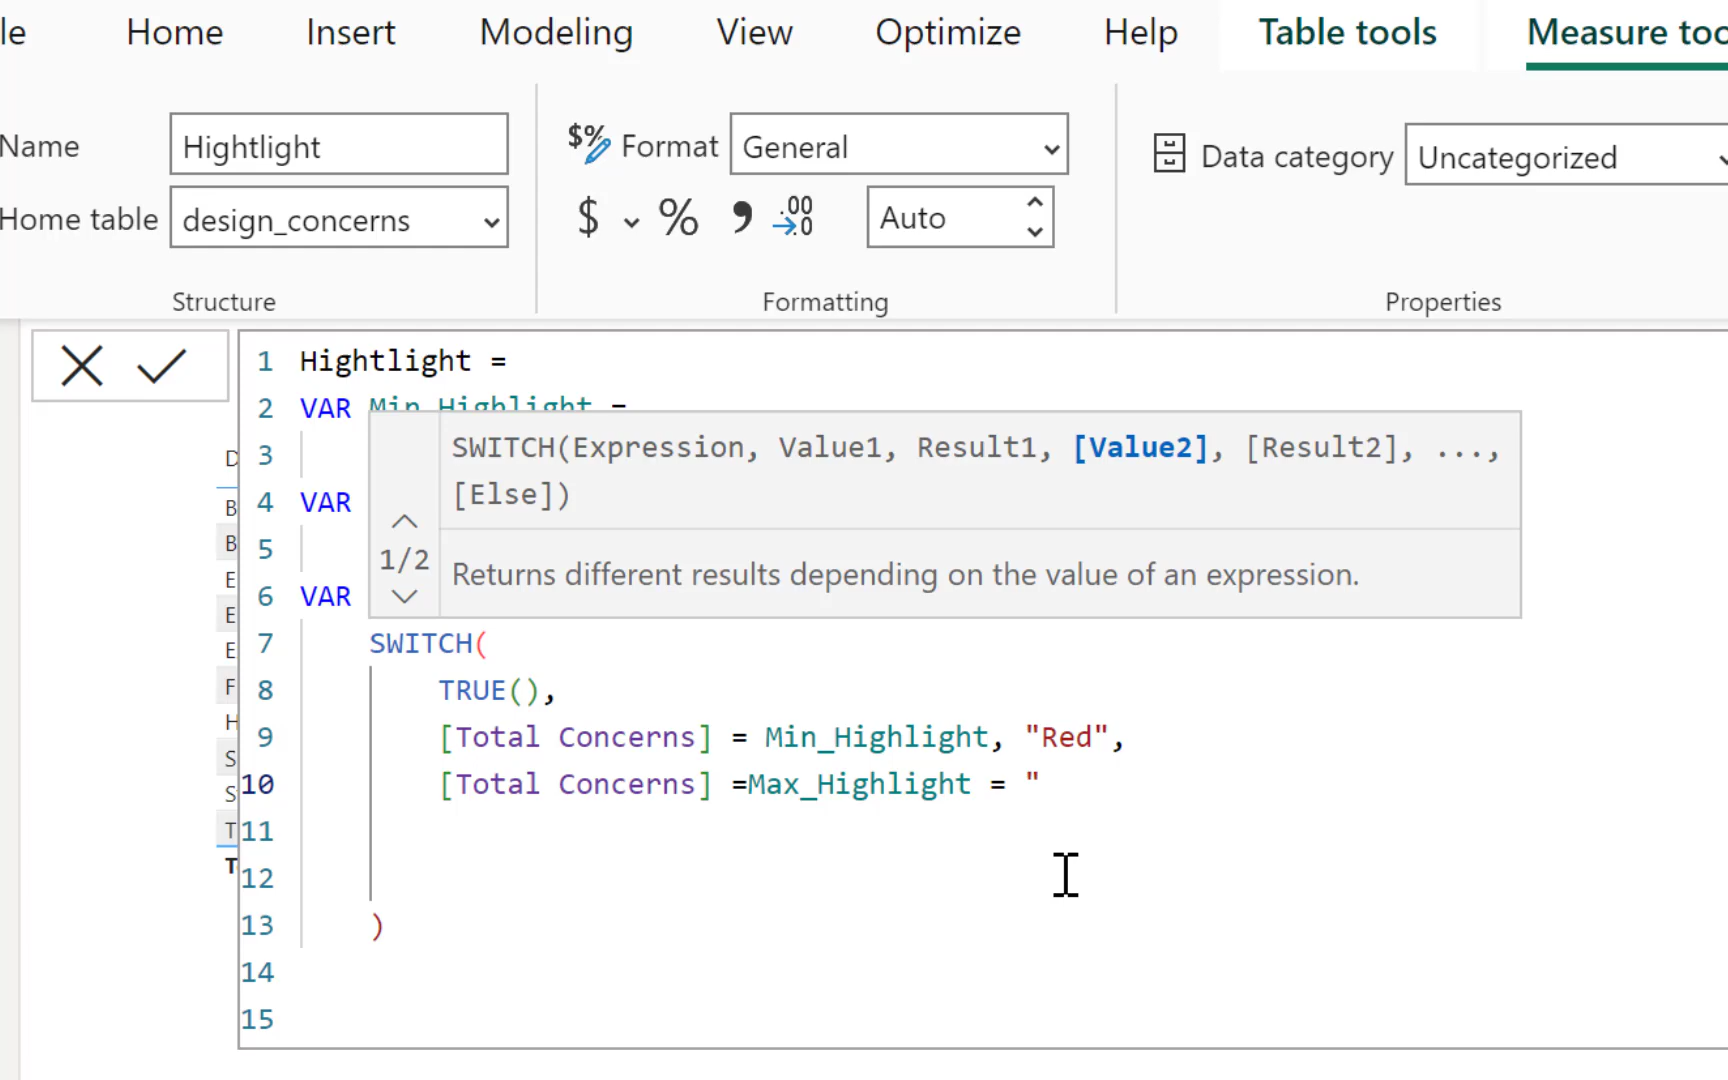 le Home Insert Modeling View Optimize Help Table tools Measure too
Name Hightlight $% Format General Data category Uncategorized
Home table design_concerns $ % , .00 .0 Auto
Structure Formatting Properties
1 Hightlight =
2 VAR Min_Highlight =
3
4 VAR
5
6 VAR
SWITCH(Expression, Value1, Result1, [Value2], [Result2], ...,
[Else])
1/2
Returns different results depending on the value of an expression.
7 SWITCH(
8 TRUE(),
9 [Total Concerns] = Min_Highlight, "Red",
10 [Total Concerns] =Max_Highlight = "
11
12
13 )
14
15
D
B
B
E
E
E
F
H
S
S
T
T